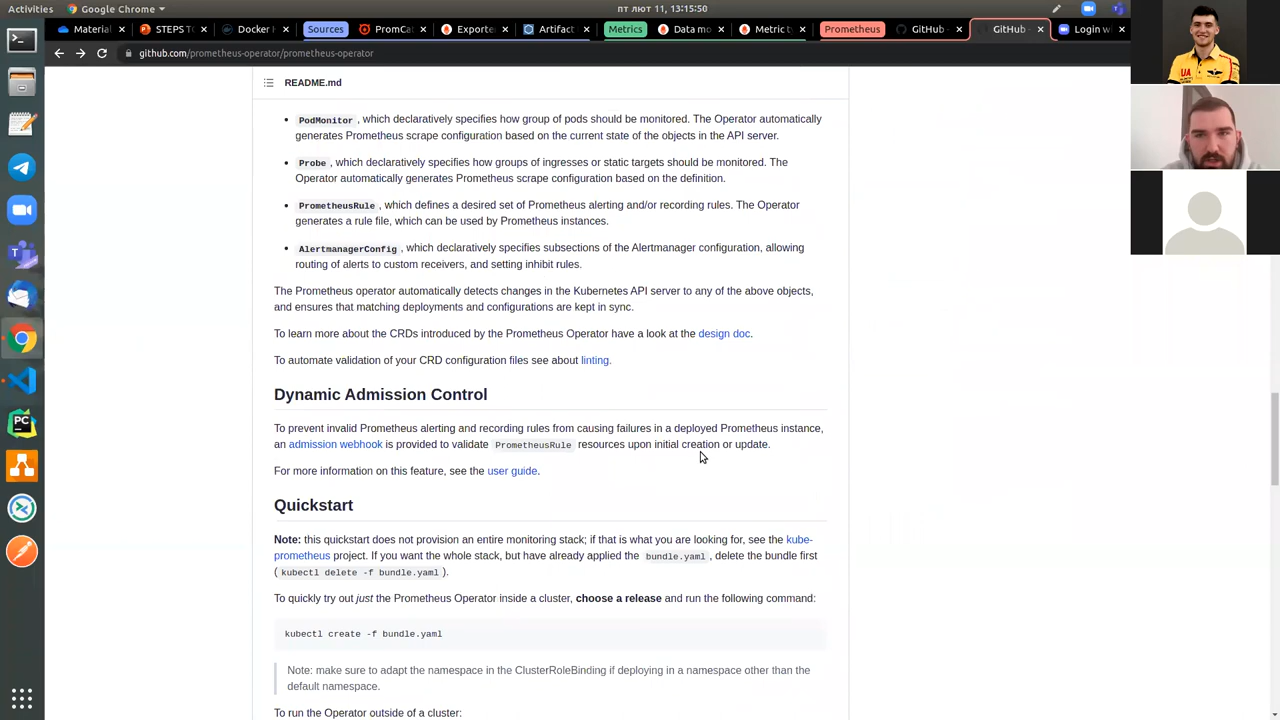 Activities
Google Chrome
пт лют 11, 13:15:50
Material
STEPS To
Docker H
Sources
PromCat
Exporte
Artifact
Metrics
Data mo
Metric ty
Prometheus
GitHub -
GitHub -
Login wi
github.com/prometheus-operator/prometheus-operator
README.md
PodMonitor , which declaratively specifies how group of pods should be monitored. The Operator automatically
generates Prometheus scrape configuration based on the current state of the objects in the API server.
Probe , which declaratively specifies how groups of ingresses or static targets should be monitored. The
Operator automatically generates Prometheus scrape configuration based on the definition.
PrometheusRule , which defines a desired set of Prometheus alerting and/or recording rules. The Operator
generates a rule file, which can be used by Prometheus instances.
AlertmanagerConfig , which declaratively specifies subsections of the Alertmanager configuration, allowing
routing of alerts to custom receivers, and setting inhibit rules.
The Prometheus operator automatically detects changes in the Kubernetes API server to any of the above objects,
and ensures that matching deployments and configurations are kept in sync.
To learn more about the CRDs introduced by the Prometheus Operator have a look at the design doc.
To automate validation of your CRD configuration files see about linting.
Dynamic Admission Control
To prevent invalid Prometheus alerting and recording rules from causing failures in a deployed Prometheus instance,
an admission webhook is provided to validate PrometheusRule resources upon initial creation or update.
For more information on this feature, see the user guide.
Quickstart
Note: this quickstart does not provision an entire monitoring stack; if that is what you are looking for, see the kube-
prometheus project. If you want the whole stack, but have already applied the bundle.yaml , delete the bundle first
( kubectl delete -f bundle.yaml ).
To quickly try out just the Prometheus Operator inside a cluster, choose a release and run the following command:
kubectl create -f bundle.yaml
Note: make sure to adapt the namespace in the ClusterRoleBinding if deploying in a namespace other than the
default namespace.
To run the Operator outside of a cluster: